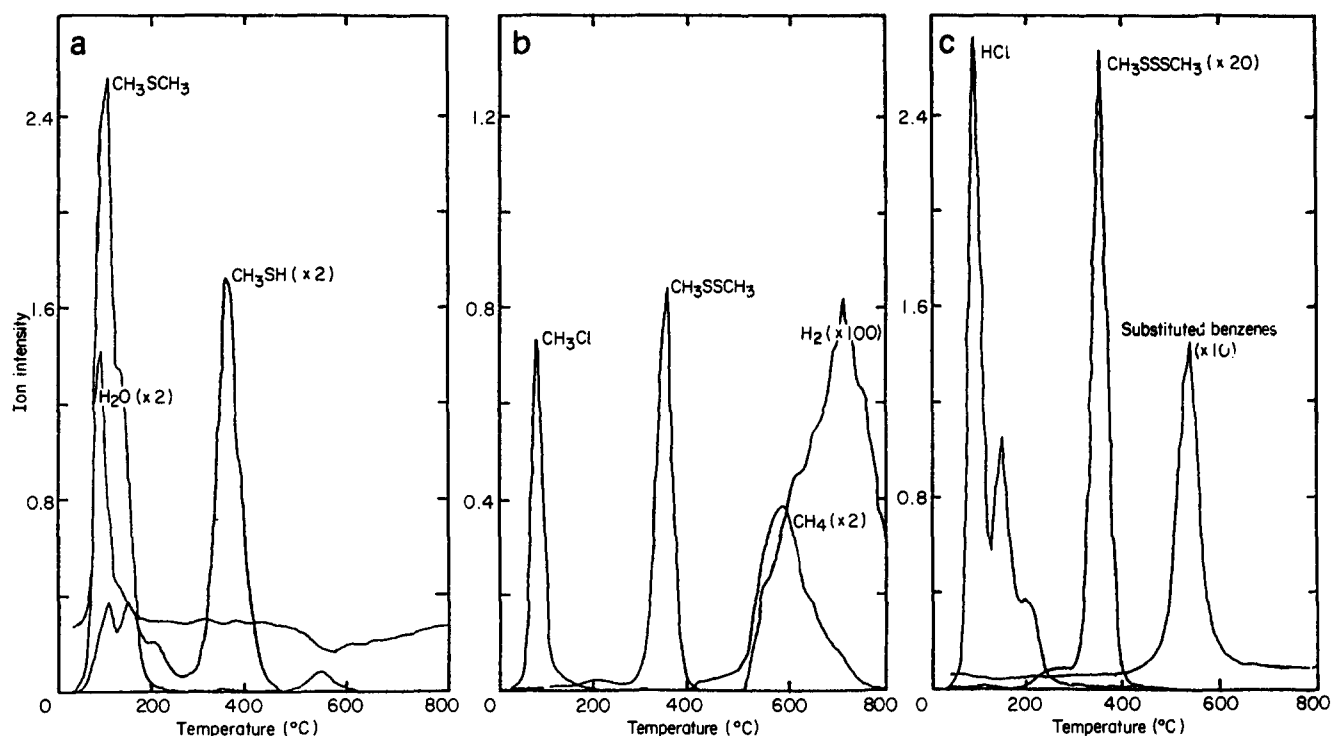 a
CH3SCH3
2.4
CH3SH (x2)
1.6
Ion intensity
H2O (x2)
0.8
0
200
400
600
800
Temperature (°C)
b
1.2
CH3SSCH3
0.8
H2 (x100)
CH3Cl
0.4
CH4 (x2)
0
200
400
600
800
Temperature (°C)
c
HCl
CH3SSSCH3 (x20)
2.4
1.6
Substituted benzenes
(x10)
0.8
0
200
400
600
800
Temperature (°C)